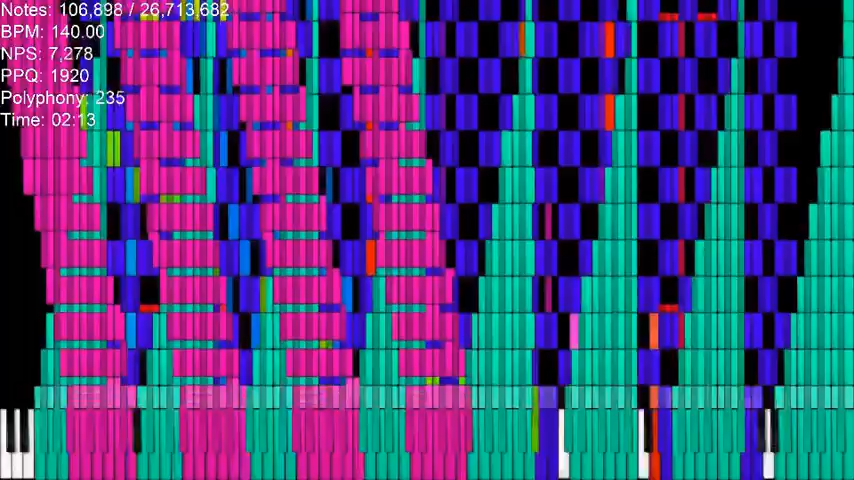 Notes: 106,898 / 26,713,682
BPM: 140.00
NPS: 7,278
PPQ: 1920
Polyphony: 235
Time: 02:13